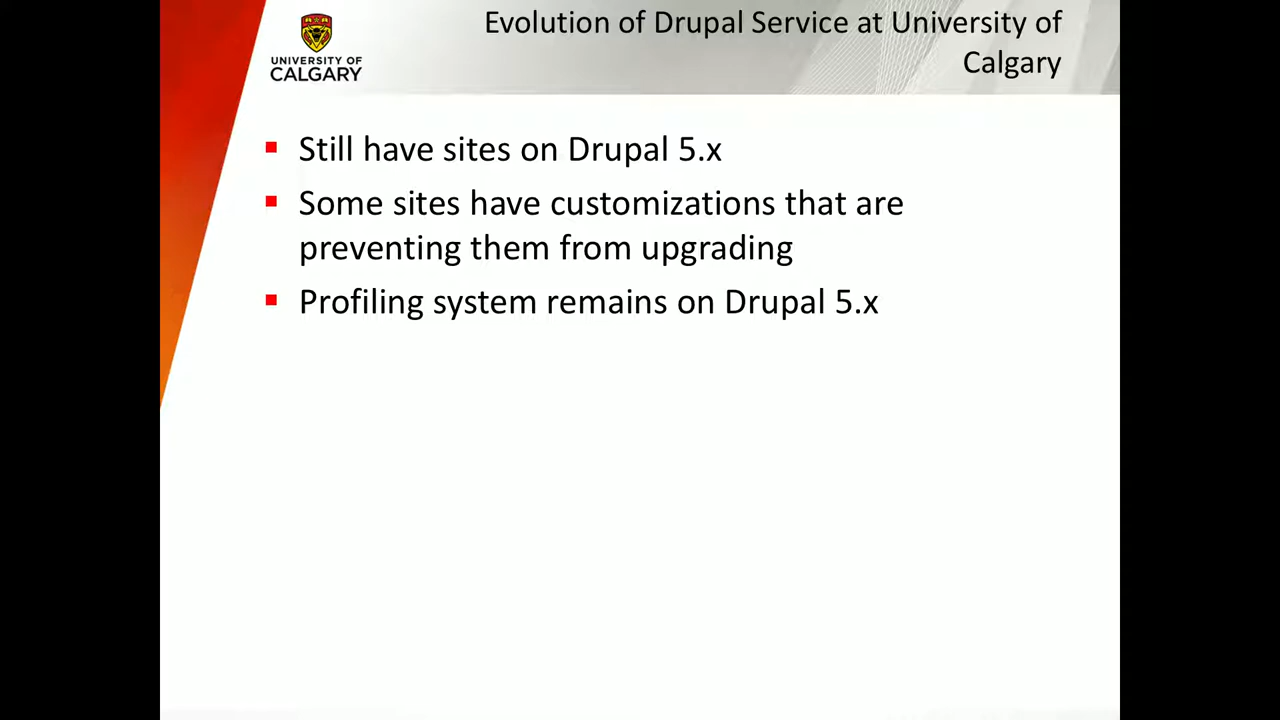 UNIVERSITY OF
CALGARY
Evolution of Drupal Service at University of
Calgary
Still have sites on Drupal 5.x
Some sites have customizations that are
preventing them from upgrading
Profiling system remains on Drupal 5.x